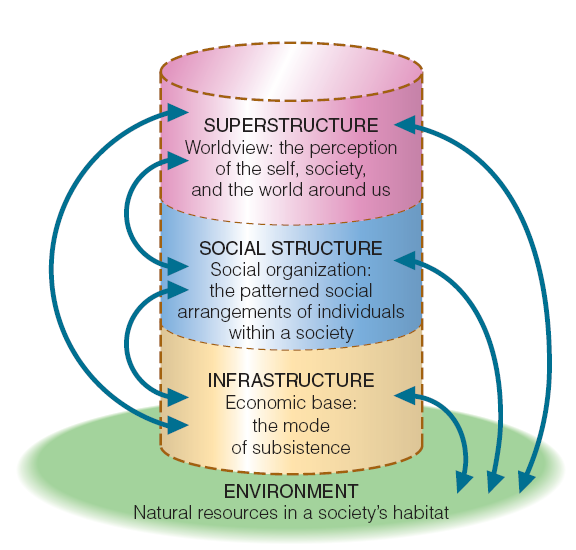 SUPERSTRUCTURE
Worldview: the perception
of the self, society,
and the world around us
SOCIAL STRUCTURE
Social organization:
the patterned social
arrangements of individuals
within a society
INFRASTRUCTURE
Economic base:
the mode
of subsistence
ENVIRONMENT
Natural resources in a society’s habitat